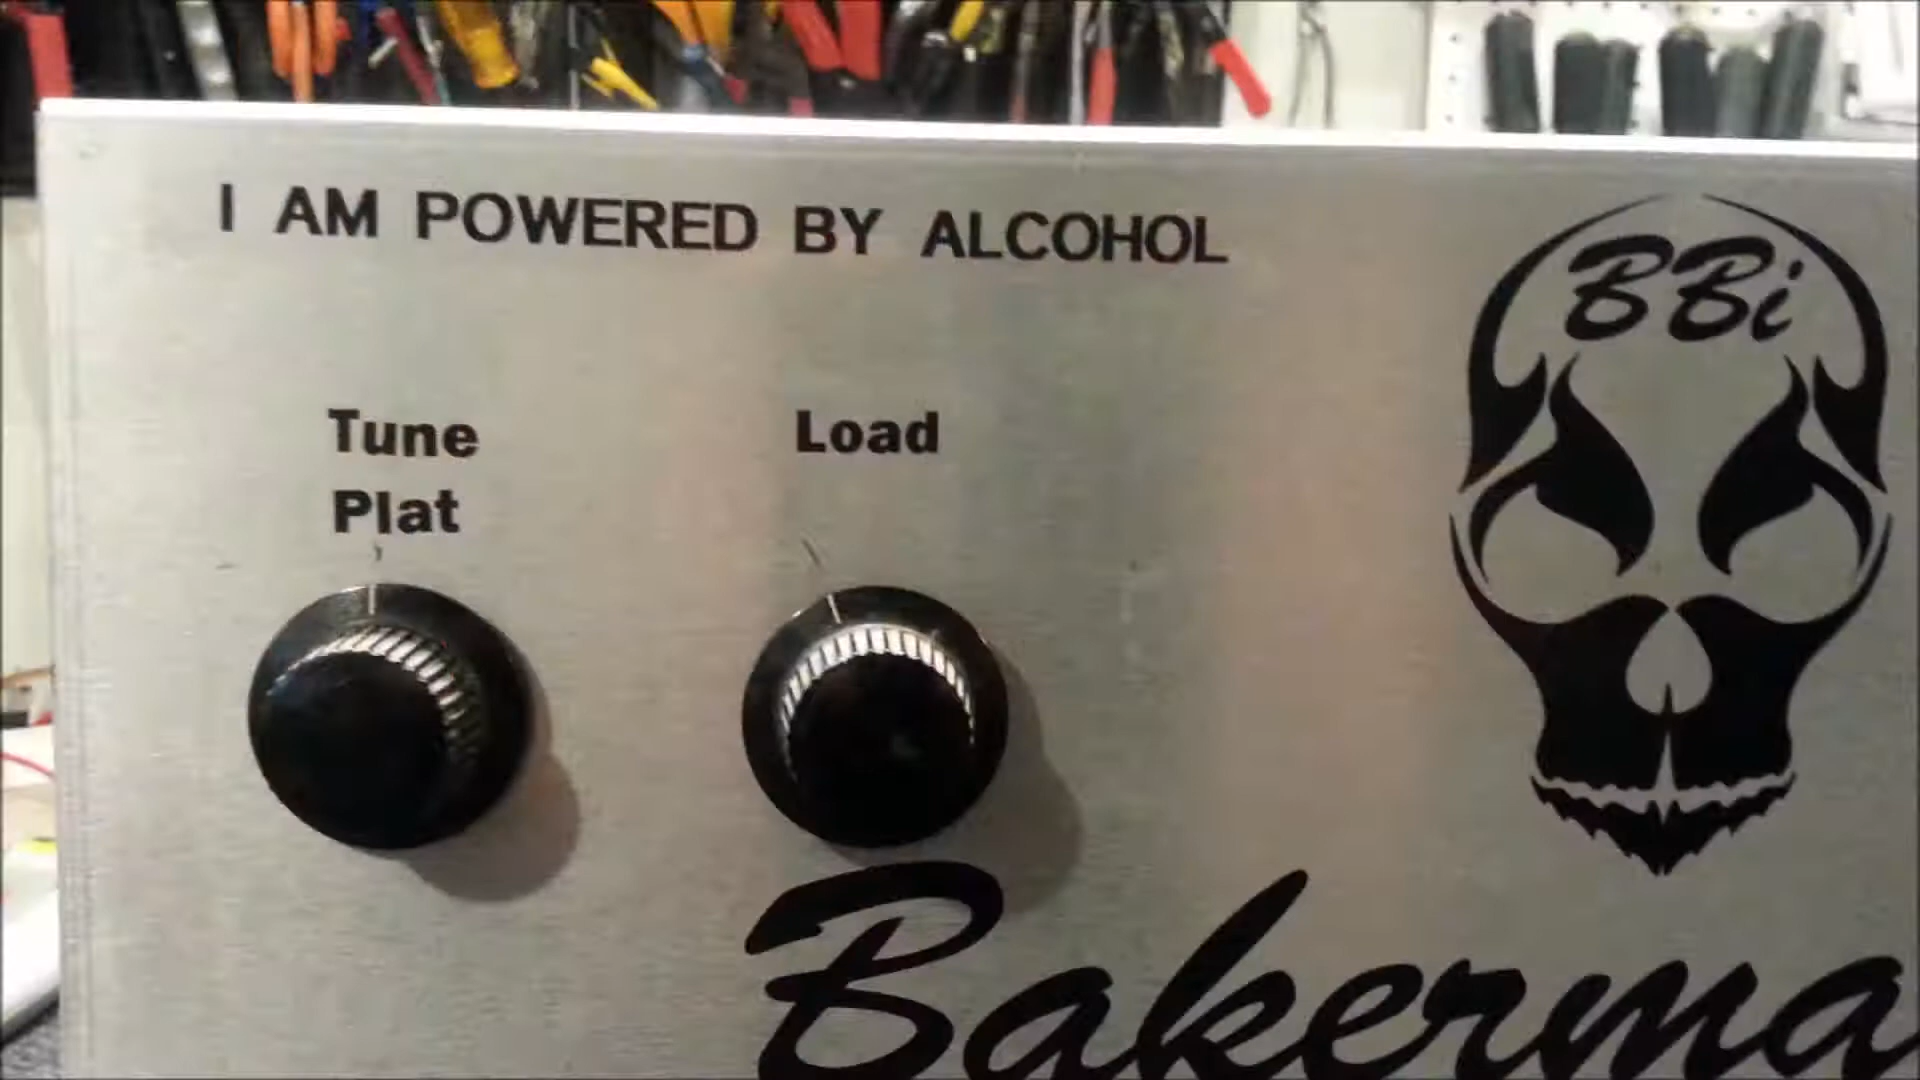 I AM POWERED BY ALCOHOL
BBi
Tune
Plat
Load
Bakerma